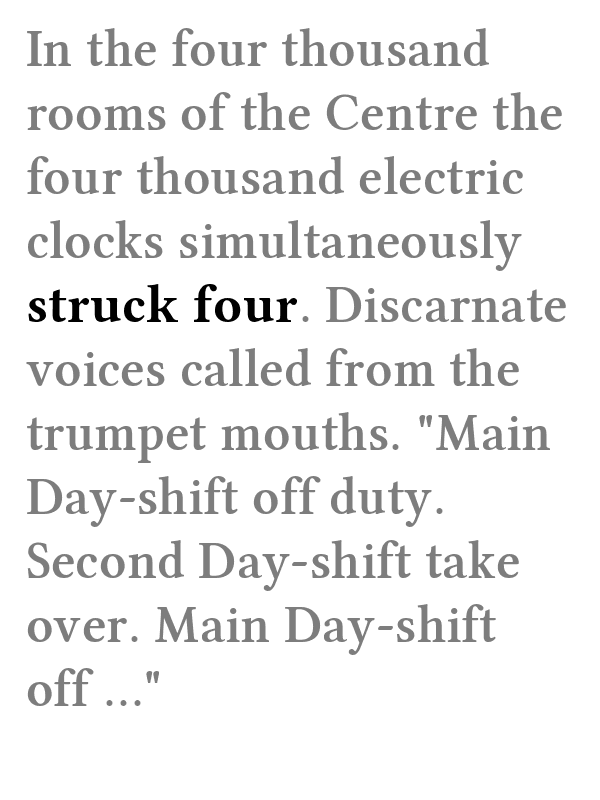 In the four thousand
rooms of the Centre the
four thousand electric
clocks simultaneously
struck four. Discarnate
voices called from the
trumpet mouths. "Main
Day-shift off duty.
Second Day-shift take
over. Main Day-shift
off ..."